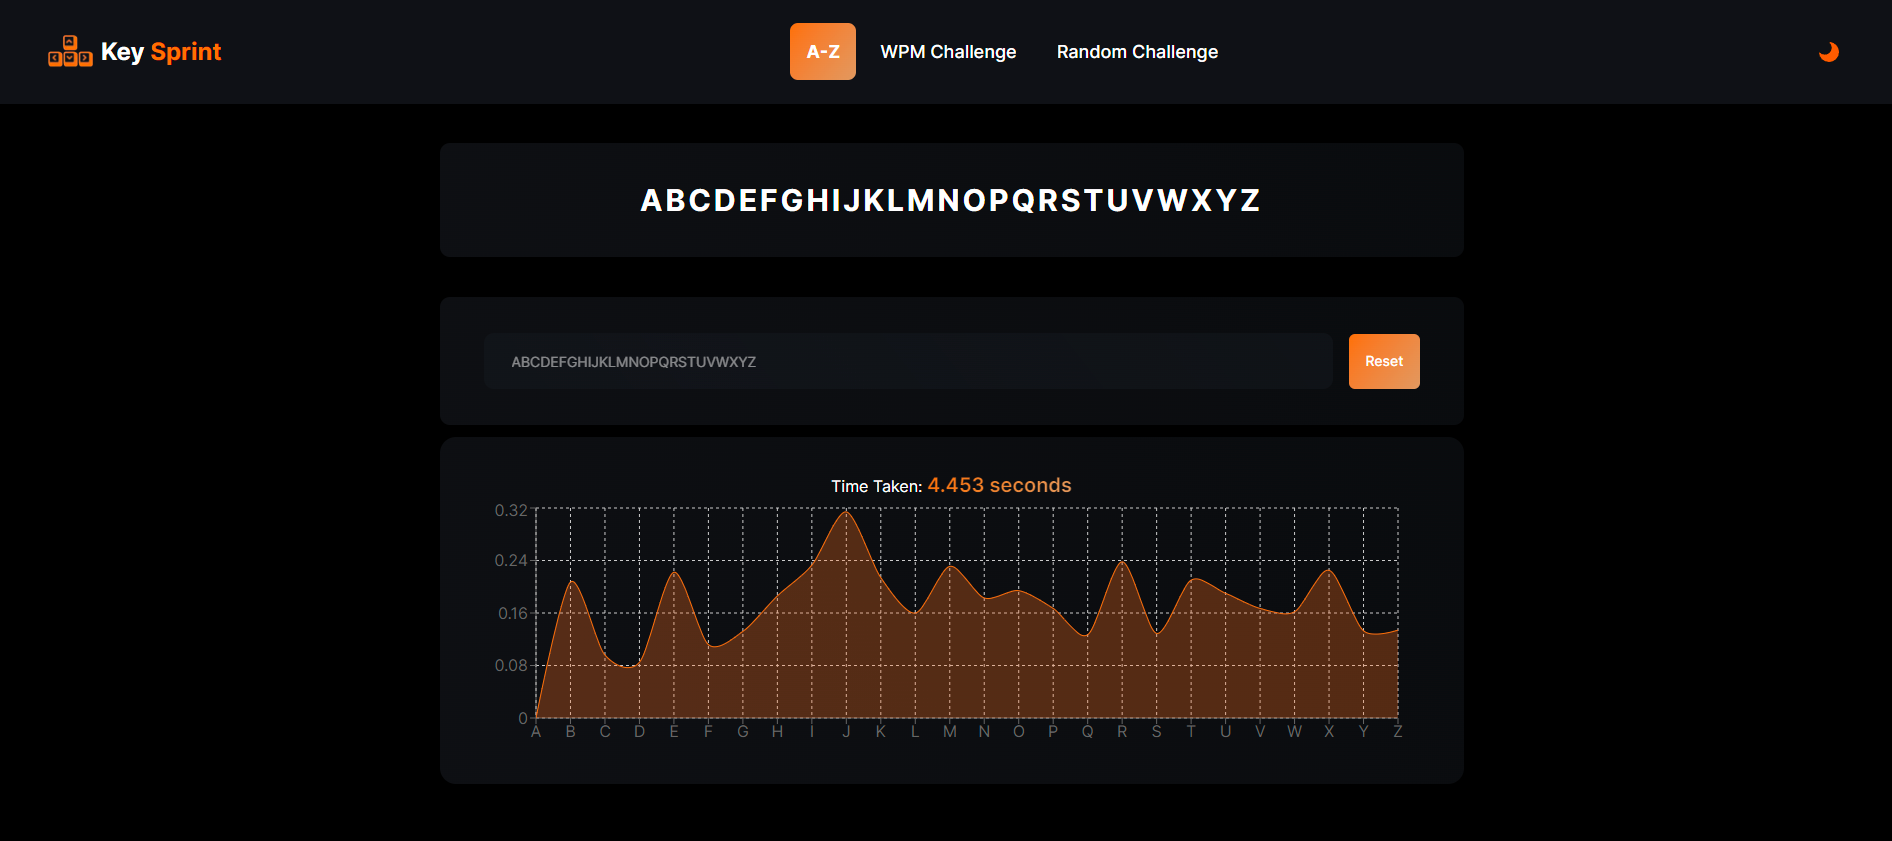 Key Sprint
A-Z
WPM Challenge
Random Challenge
ABCDEFGHIJKLMNOPQRSTUVWXYZ
ABCDEFGHIJKLMNOPQRSTUVWXYZ
Reset
Time Taken: 4.453 seconds
0.32
0.24
0.16
0.08
0
A B C D E F G H I J K L M N O P Q R S T U V W X Y Z